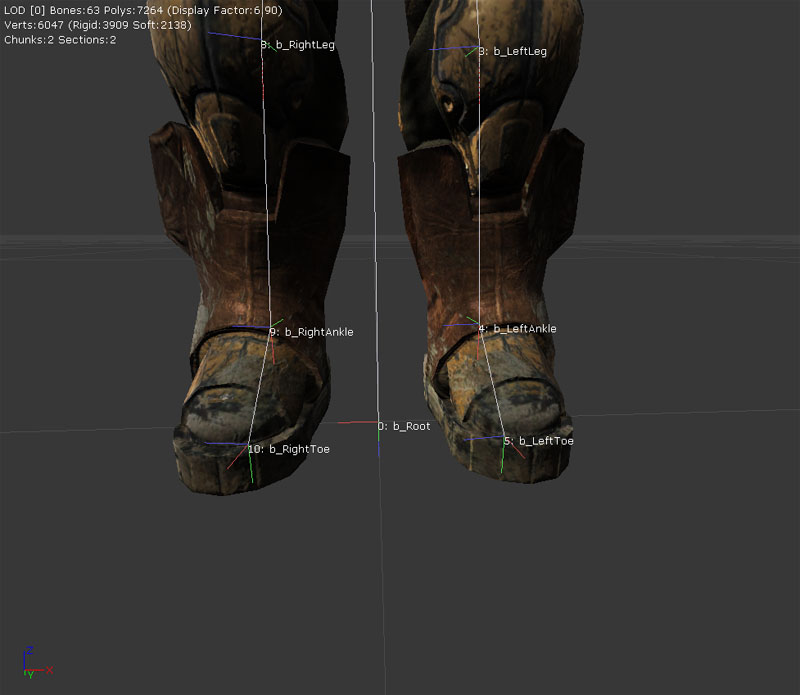 LOD [0] Bones:63 Polys:7264 (Display Factor:6.90)
Verts:6047 (Rigid:3909 Soft:2138)
Chunks:2 Sections:2
8: b_RightLeg
3: b_LeftLeg
9: b_RightAnkle
4: b_LeftAnkle
0: b_Root
10: b_RightToe
5: b_LeftToe
Z
X
Y